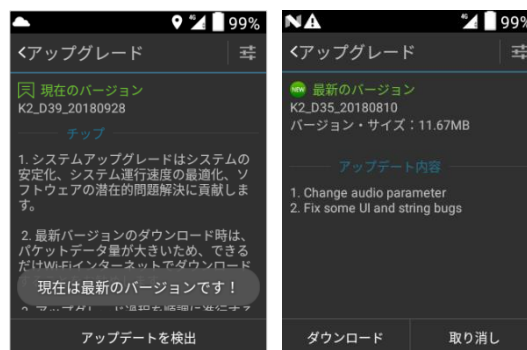 99%
<アップグレード
現在のバージョン
K2_D39_20180928
チップ
1. システムアップグレードはシステムの
安定化、システム運行速度の最適化、ソ
フトウェアの潜在的問題解決に貢献しま
す。
2. 最新バージョンのダウンロード時は、
パケットデータ量が大きいため、できる
だけWi-Fiインターネットでダウンロード
現在は最新のバージョンです！
アップデートを検出
4G
99%
<アップグレード
NEW 最新のバージョン
K2_D35_20180810
バージョン・サイズ：11.67MB
アップデート内容
1. Change audio parameter
2. Fix some UI and string bugs
ダウンロード
取り消し